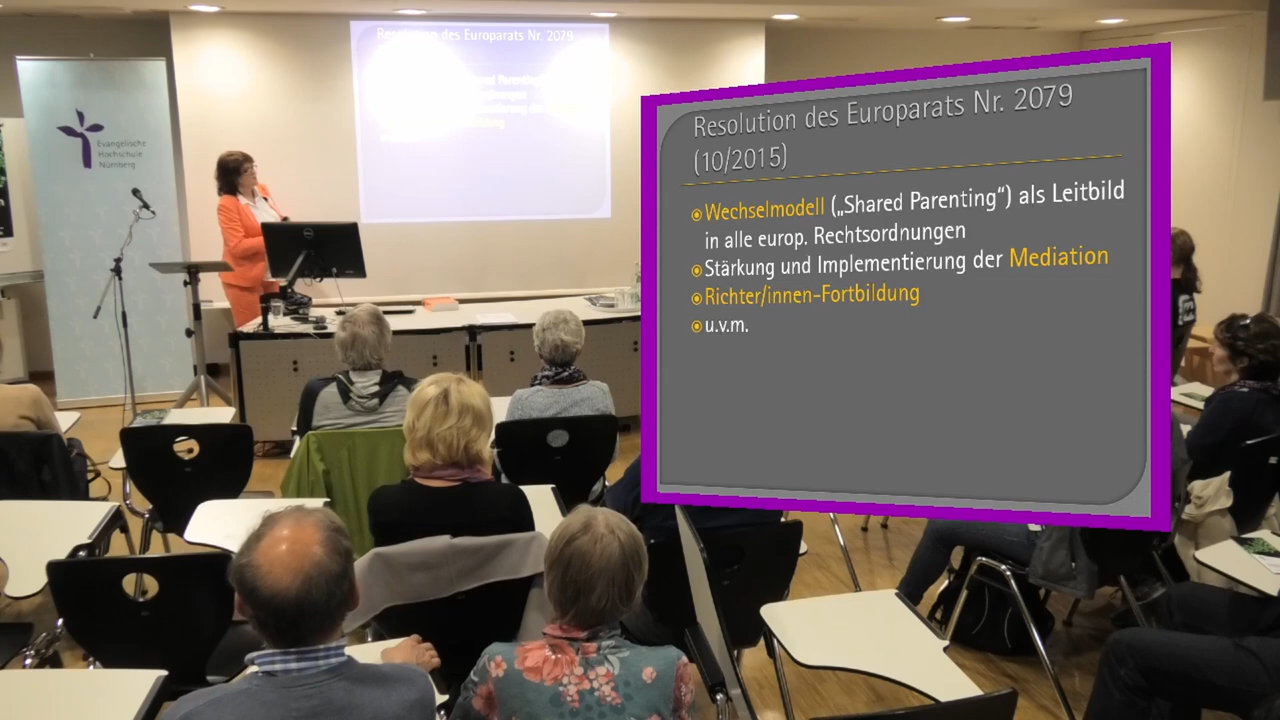 Evangelische
Hochschule
Nürnberg
Resolution des Europarats Nr. 2079
Resolution des Europarats Nr. 2079
(10/2015)
Wechselmodell („Shared Parenting“) als Leitbild
in alle europ. Rechtsordnungen
Stärkung und Implementierung der Mediation
Richter/innen-Fortbildung
u.v.m.